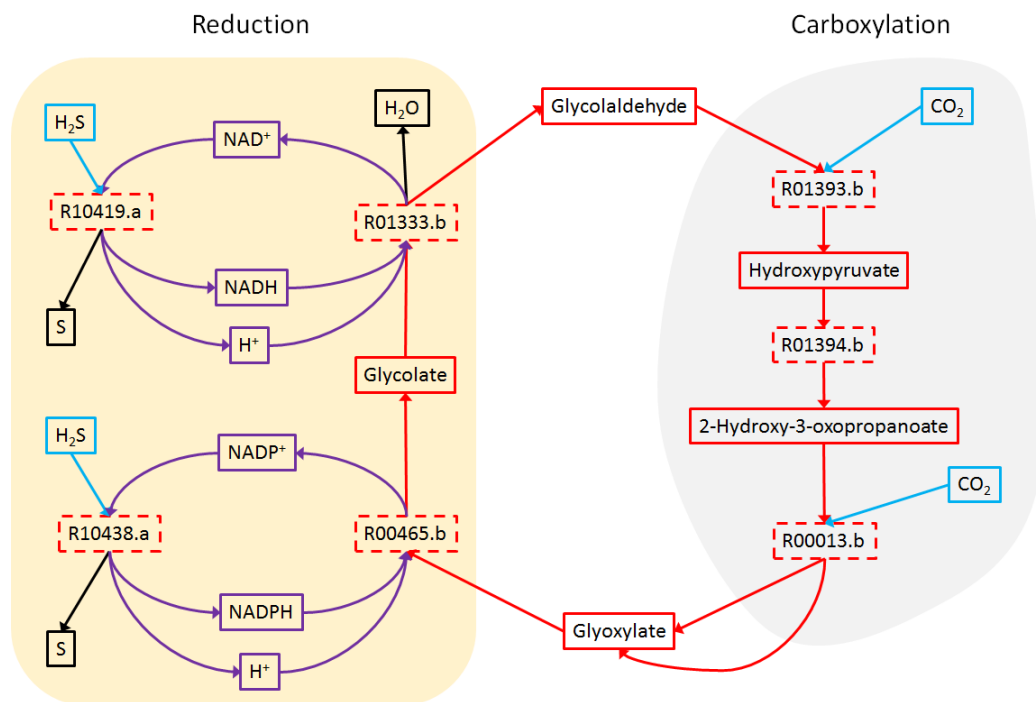 Reduction
Carboxylation
H₂S
NAD⁺
H₂O
Glycolaldehyde
CO₂
R10419.a
R01333.b
R01393.b
NADH
Hydroxypyruvate
S
H⁺
R01394.b
Glycolate
2-Hydroxy-3-oxopropanoate
H₂S
NADP⁺
CO₂
R10438.a
R00465.b
R00013.b
NADPH
Glyoxylate
S
H⁺